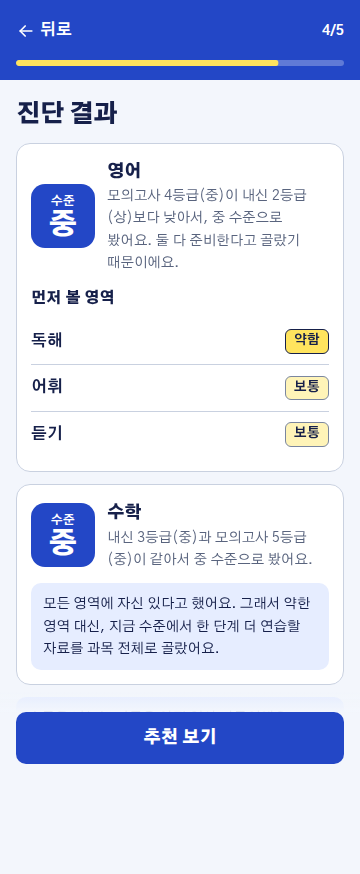 ← 뒤로
4/5
진단 결과
수준
중
영어
모의고사 4등급(중)이 내신 2등급
(상)보다 낮아서, 중 수준으로
봤어요. 둘 다 준비한다고 골랐기
때문이에요.
먼저 볼 영역
독해
약함
어휘
보통
듣기
보통
수준
중
수학
내신 3등급(중)과 모의고사 5등급
(중)이 같아서 중 수준으로 봤어요.
모든 영역에 자신 있다고 했어요. 그래서 약한
영역 대신, 지금 수준에서 한 단계 더 연습할
자료를 과목 전체로 골랐어요.
추천 보기